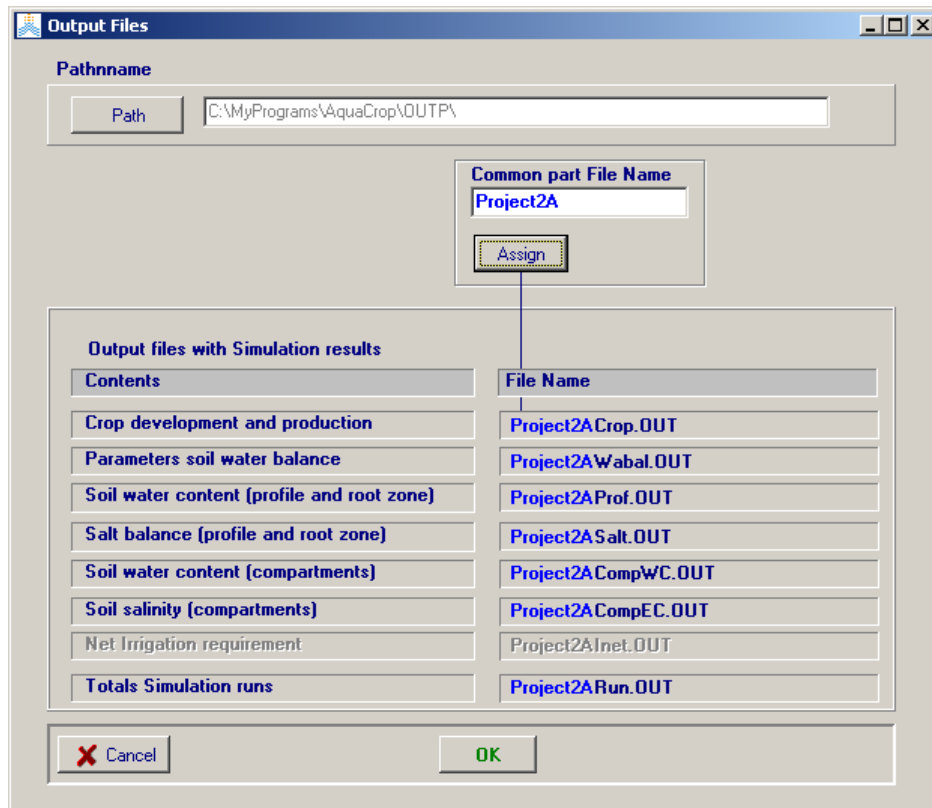 Output Files
Pathnname
Path C:\MyPrograms\AquaCrop\OUTP\
Common part File Name
Project2A
Assign
Output files with Simulation results
Contents File Name
Crop development and production Project2ACrop.OUT
Parameters soil water balance Project2AWabal.OUT
Soil water content (profile and root zone) Project2AProf.OUT
Salt balance (profile and root zone) Project2ASalt.OUT
Soil water content (compartments) Project2ACompWC.OUT
Soil salinity (compartments) Project2ACompEC.OUT
Net Irrigation requirement Project2AInet.OUT
Totals Simulation runs Project2ARun.OUT
Cancel OK